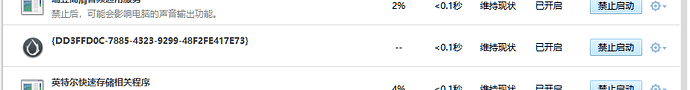 禁止后，可能会影响电脑的声音输出功能。
2% <0.1秒 维持现状 已开启 禁止启动
{DD3FFD0C-7885-4323-9299-48F2FE417E73}
-- <0.1秒 维持现状 已开启 禁止启动
英特尔快速存储相关程序
4% <0.1秒 维持现状 已开启 禁止启动